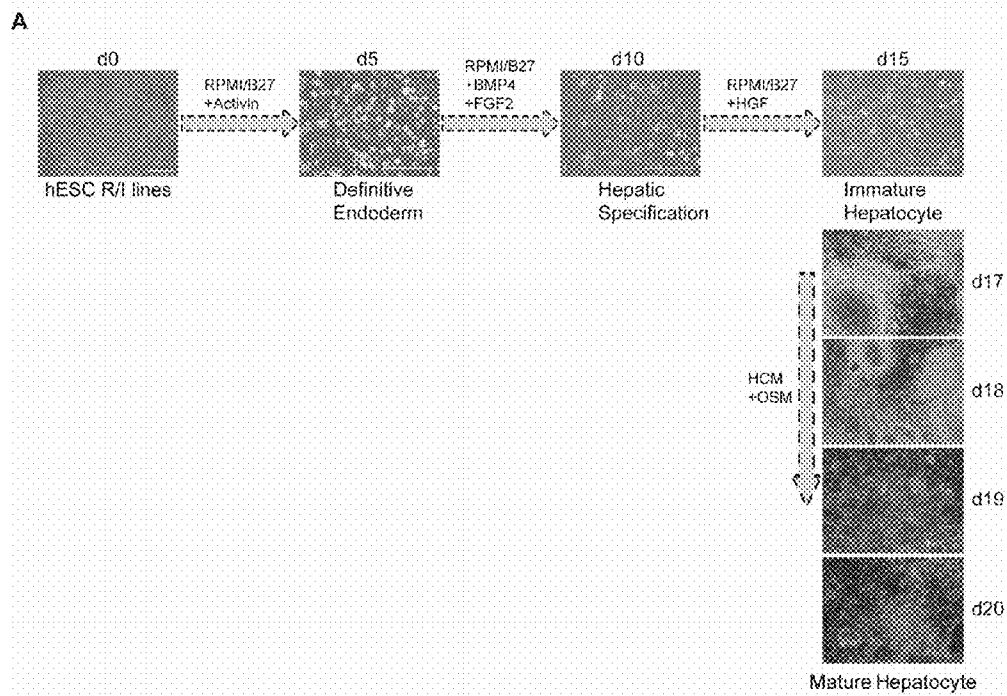 A
d0
d5
d10
d15
RPMI/B27
+Activin
RPMI/B27
+BMP4
+FGF2
RPMI/B27
+HGF
hESC R/I lines
Definitive
Endoderm
Hepatic
Specification
Immature
Hepatocyte
d17
d18
HCM
+OSM
d19
d20
Mature Hepatocyte